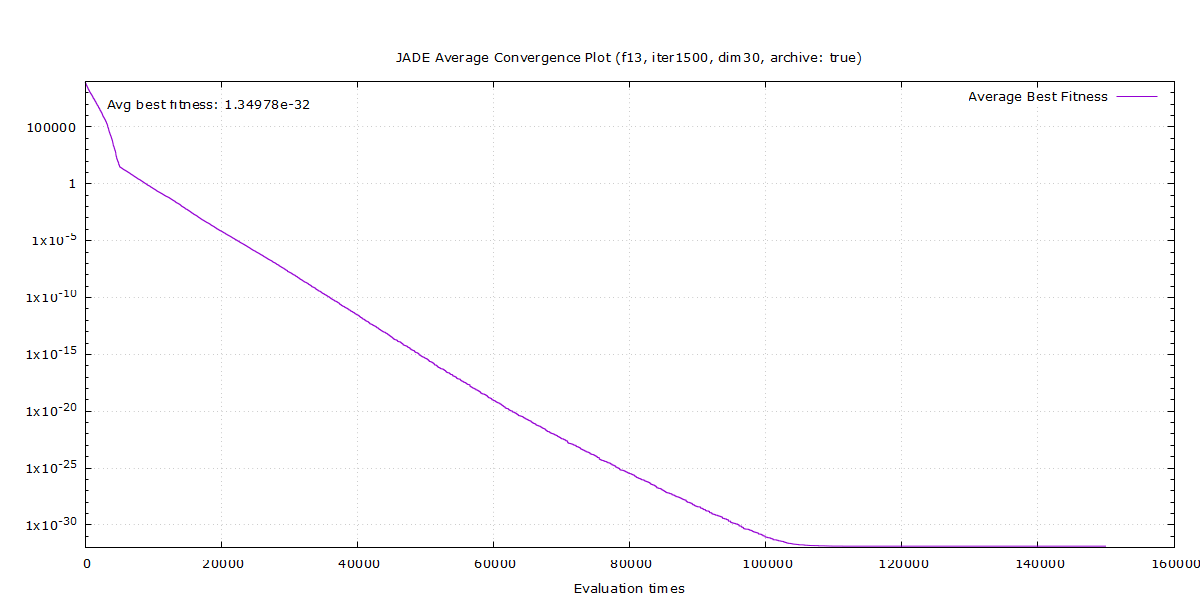 JADE Average Convergence Plot (f13, iter1500, dim30, archive: true)
Avg best fitness: 1.34978e-32
Average Best Fitness
100000
1
1x10^-5
1x10^-10
1x10^-15
1x10^-20
1x10^-25
1x10^-30
0 20000 40000 60000 80000 100000 120000 140000 160000
Evaluation times